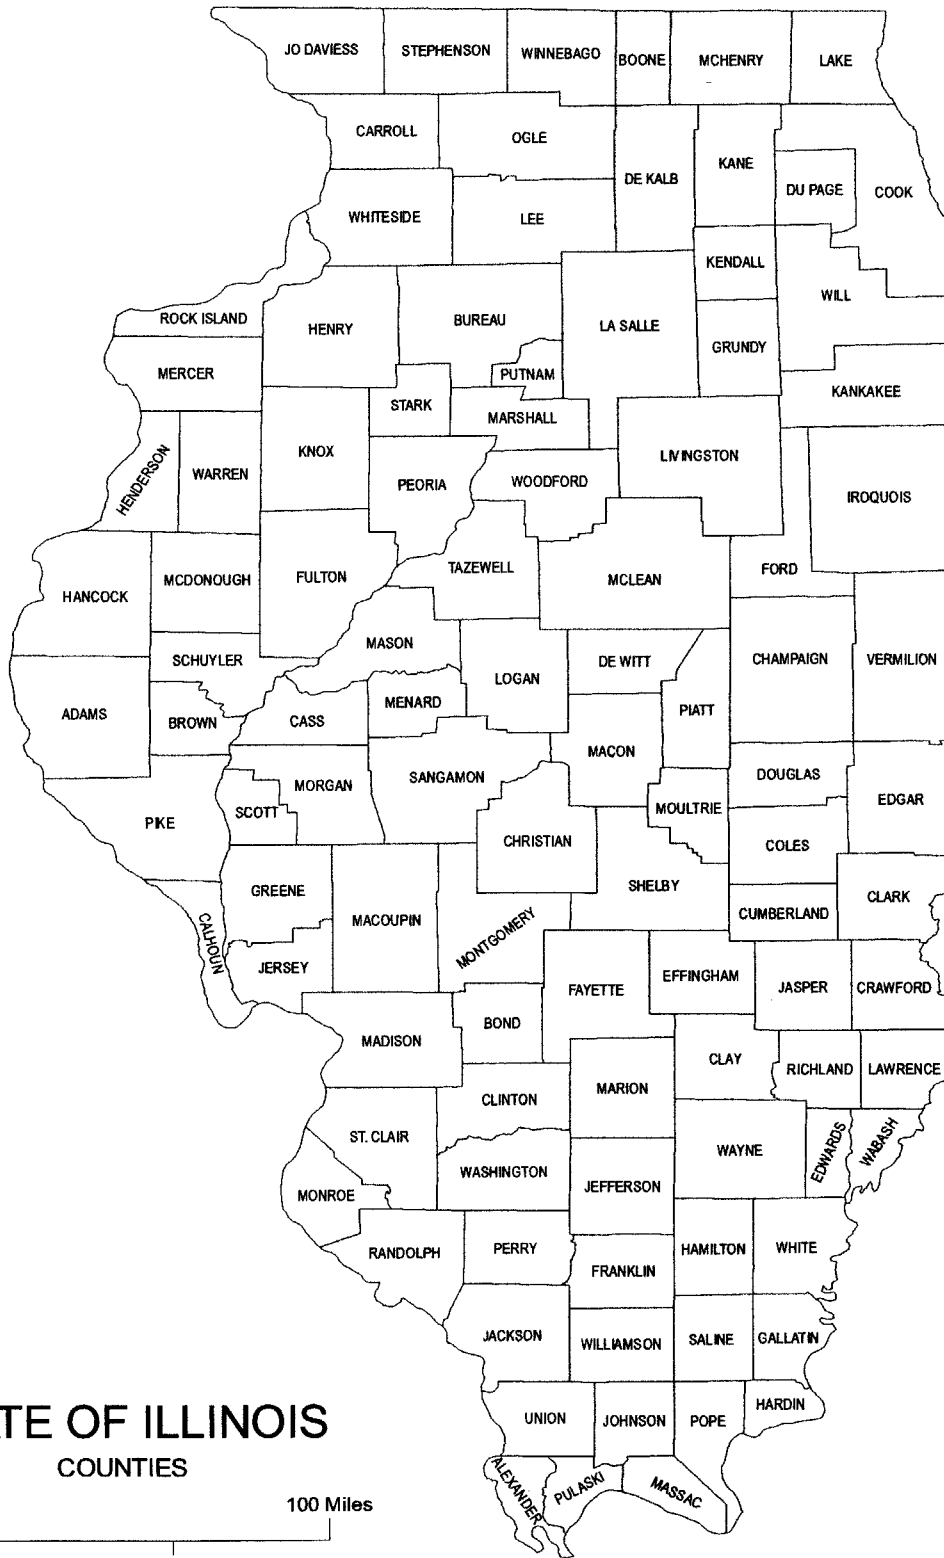 JO DAVIESS
STEPHENSON
WINNEBAGO
BOONE
MCHENRY
LAKE
CARROLL
OGLE
DE KALB
KANE
DU PAGE
COOK
WHITESIDE
LEE
KENDALL
WILL
ROCK ISLAND
HENRY
BUREAU
LA SALLE
GRUNDY
MERCER
PUTNAM
KANKAKEE
STARK
MARSHALL
HENDERSON
WARREN
KNOX
PEORIA
WOODFORD
LIVINGSTON
IROQUOIS
HANCOCK
MCDONOUGH
FULTON
TAZEWELL
MCLEAN
FORD
MASON
SCHUYLER
LOGAN
DE WITT
CHAMPAIGN
VERMILION
ADAMS
BROWN
CASS
MENARD
PIATT
MACON
SANGAMON
DOUGLAS
EDGAR
PIKE
SCOTT
MORGAN
MOULTRIE
CHRISTIAN
COLES
SHELBY
GREENE
MACOUPIN
CLARK
CUMBERLAND
CALHOUN
JERSEY
MONTGOMERY
FAYETTE
EFFINGHAM
JASPER
CRAWFORD
BOND
MADISON
CLAY
RICHLAND
LAWRENCE
CLINTON
MARION
ST. CLAIR
WAYNE
EDWARDS
WABASH
WASHINGTON
JEFFERSON
MONROE
RANDOLPH
PERRY
HAMILTON
WHITE
FRANKLIN
JACKSON
WILLIAMSON
SALINE
GALLATIN
UNION
JOHNSON
POPE
HARDIN
ALEXANDER
PULASKI
MASSAC
TE OF ILLINOIS
COUNTIES
100 Miles